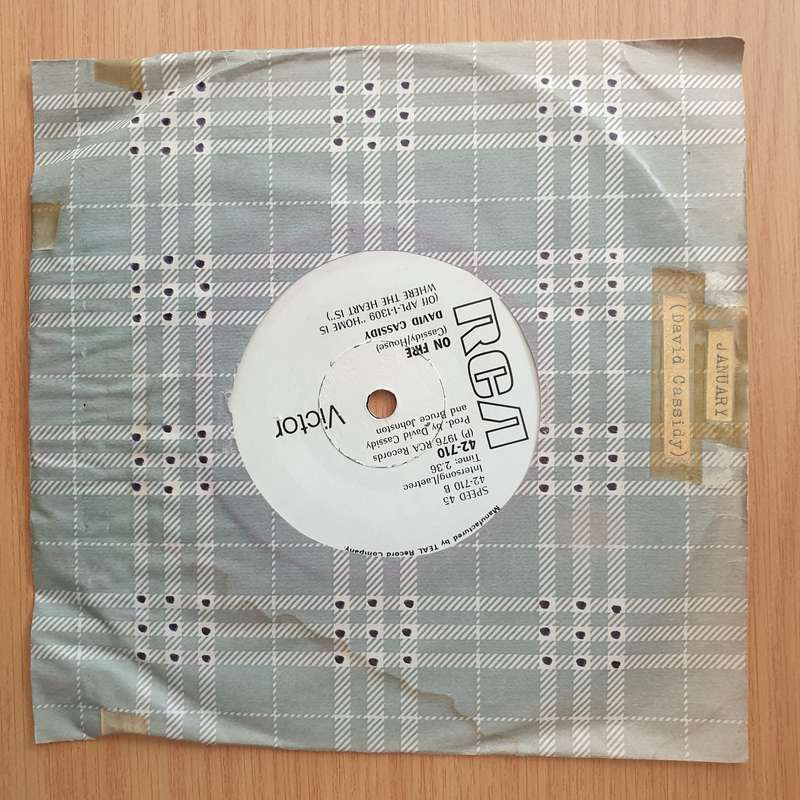 RCA
Victor
ON FIRE
(Cassidy/House)
DAVID CASSIDY
(Off APL-I-1309 "HOME IS
WHERE THE HEART IS")
SPEED 45
42-710 B
Intersong/Laetrec
Time: 2.36
42-710
(P) 1976 RCA Records
Prod. by David Cassidy
and Bruce Johnston
Manufactured by TEAL Record Company
JANUARY
(David Cassidy)